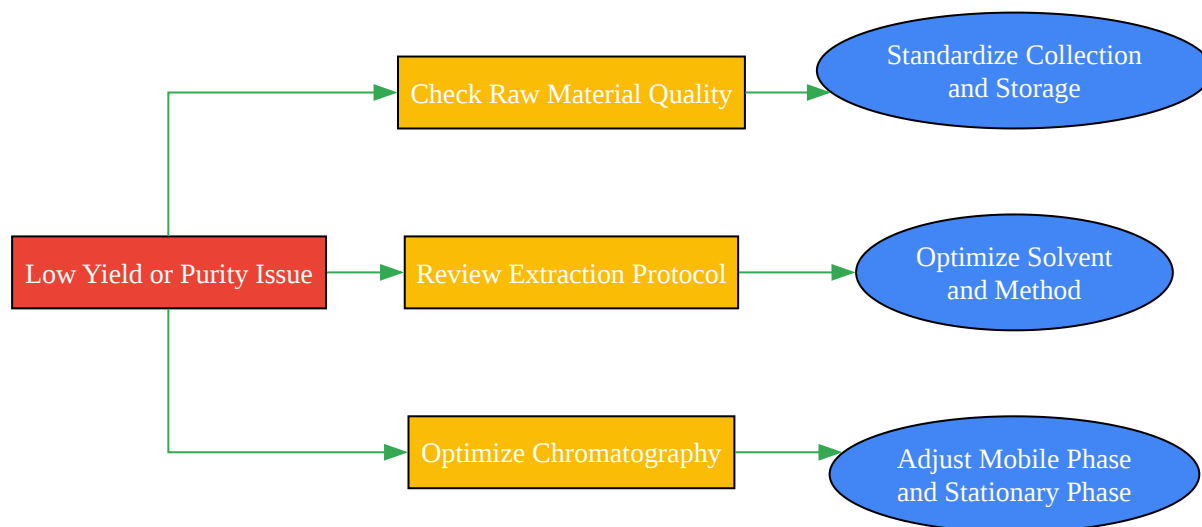 Standardize Collection
and Storage
Check Raw Material Quality
Low Yield or Purity Issue
Review Extraction Protocol
Optimize Solvent
and Method
Optimize Chromatography
Adjust Mobile Phase
and Stationary Phase